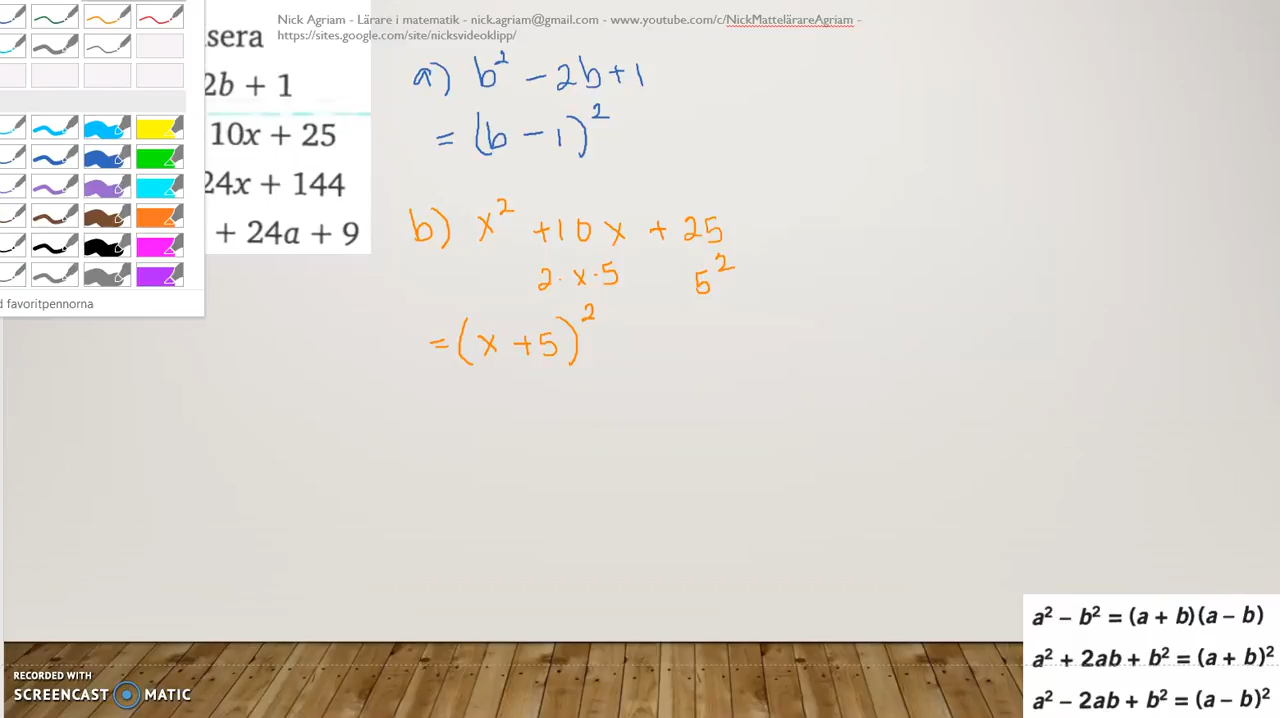 Nick Agriam - Lärare i matematik - nick.agriam@gmail.com - www.youtube.com/c/NickMattelärareAgriam -
https://sites.google.com/site/nicksvideoklipp/
sera
2b + 1
10x + 25
24x + 144
+ 24a + 9
d favoritpennorna
a) b² - 2b + 1
= (b - 1)²
b) x² + 10x + 25
2 · x · 5 5²
= (x + 5)²
a² – b² = (a + b)(a – b)
a² + 2ab + b² = (a + b)²
a² – 2ab + b² = (a – b)²
RECORDED WITH
SCREENCAST MATIC